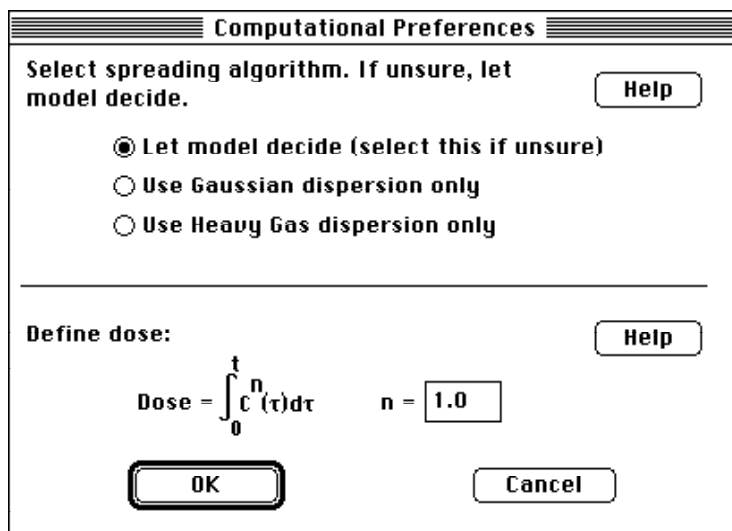 Computational Preferences
Select spreading algorithm. If unsure, let
model decide.
Help
Let model decide (select this if unsure)
Use Gaussian dispersion only
Use Heavy Gas dispersion only
Define dose:
Help
Dose = ∫₀ᵗ Cⁿ(τ)dτ
n = 1.0
OK
Cancel